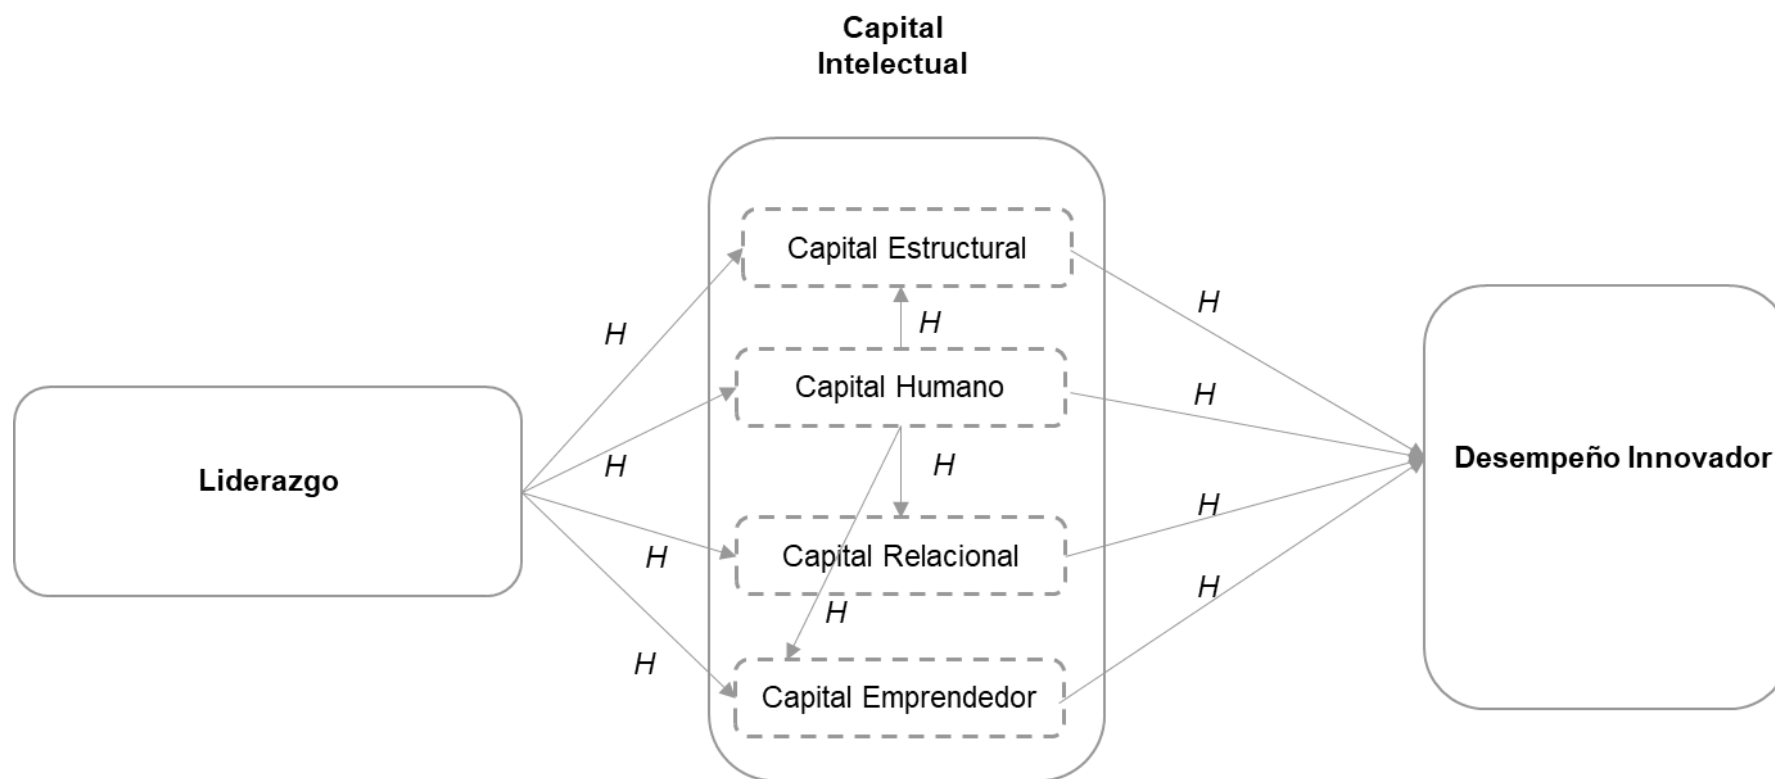 Capital
Intelectual
Capital Estructural
H
H
H
Capital Humano
H
H
H
Liderazgo
Desempeño Innovador
H
H
Capital Relacional
H
H
H
H
Capital Emprendedor